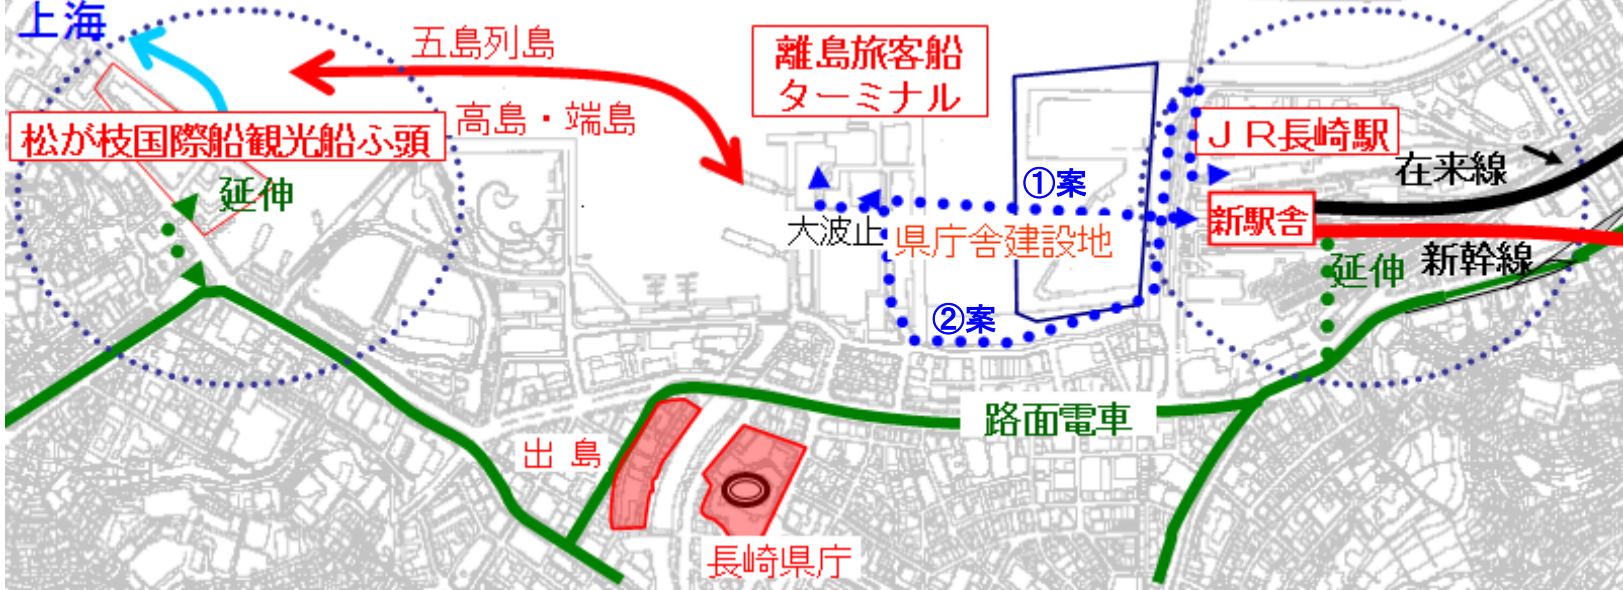 上海
五島列島
高島・端島
離島旅客船
ターミナル
松が枝国際船観光船ふ頭
延伸
ＪＲ長崎駅
在来線
①案
大波止
県庁舎建設地
新駅舎
延伸
新幹線
②案
路面電車
出島
長崎県庁